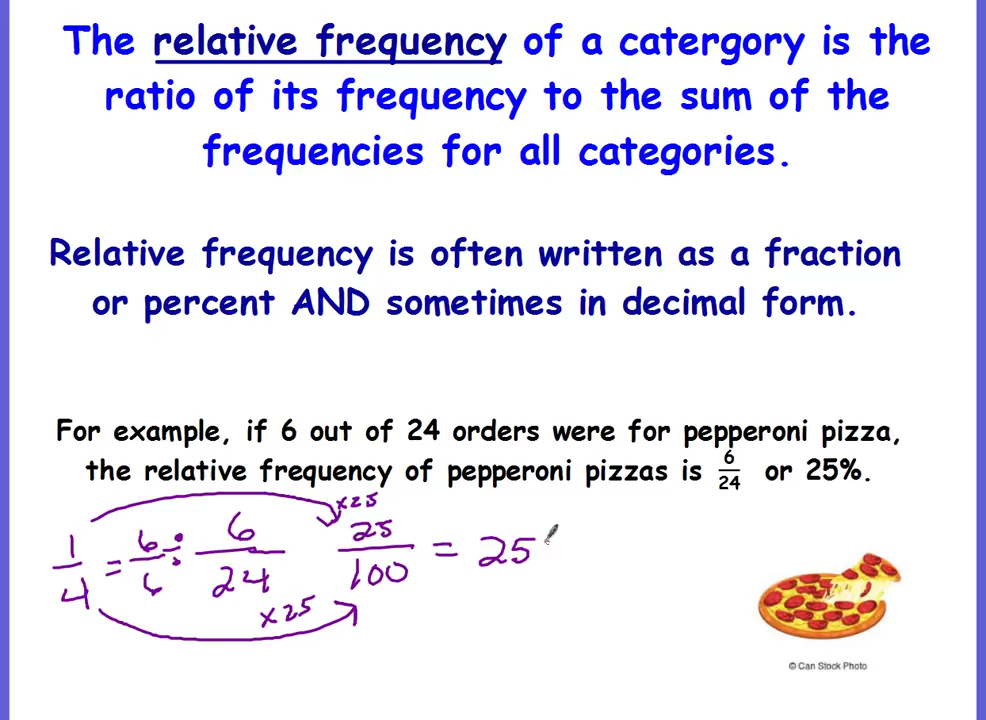 The relative frequency of a catergory is the
ratio of its frequency to the sum of the
frequencies for all categories.
Relative frequency is often written as a fraction
or percent AND sometimes in decimal form.
For example, if 6 out of 24 orders were for pepperoni pizza,
the relative frequency of pepperoni pizzas is 6/24 or 25%.
×25
1/4 = 6/6 ÷ 6/24 25/100 = 25
×25
© Can Stock Photo